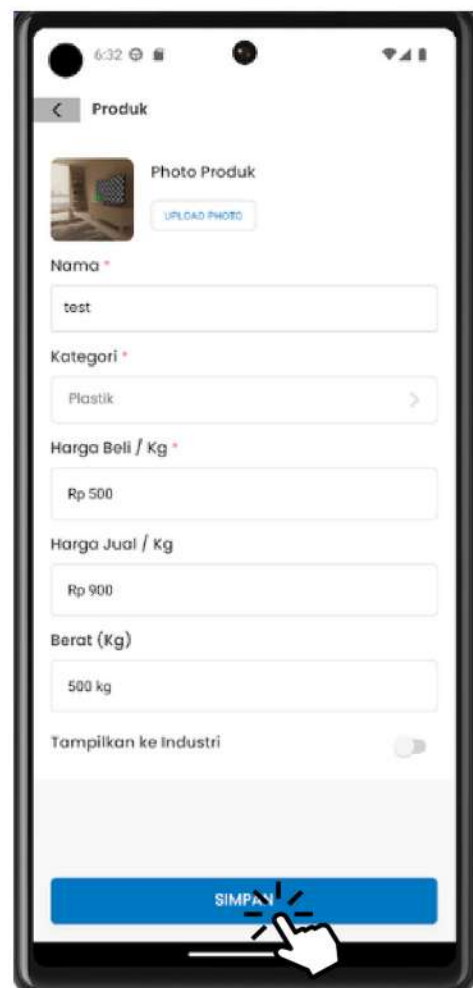 6:32
Produk
Photo Produk
UPLOAD PHOTO
Nama *
test
Kategori *
Plastik
Harga Beli / Kg *
Rp 500
Harga Jual / Kg
Rp 900
Berat (Kg)
500 kg
Tampilkan ke Industri
SIMPAN